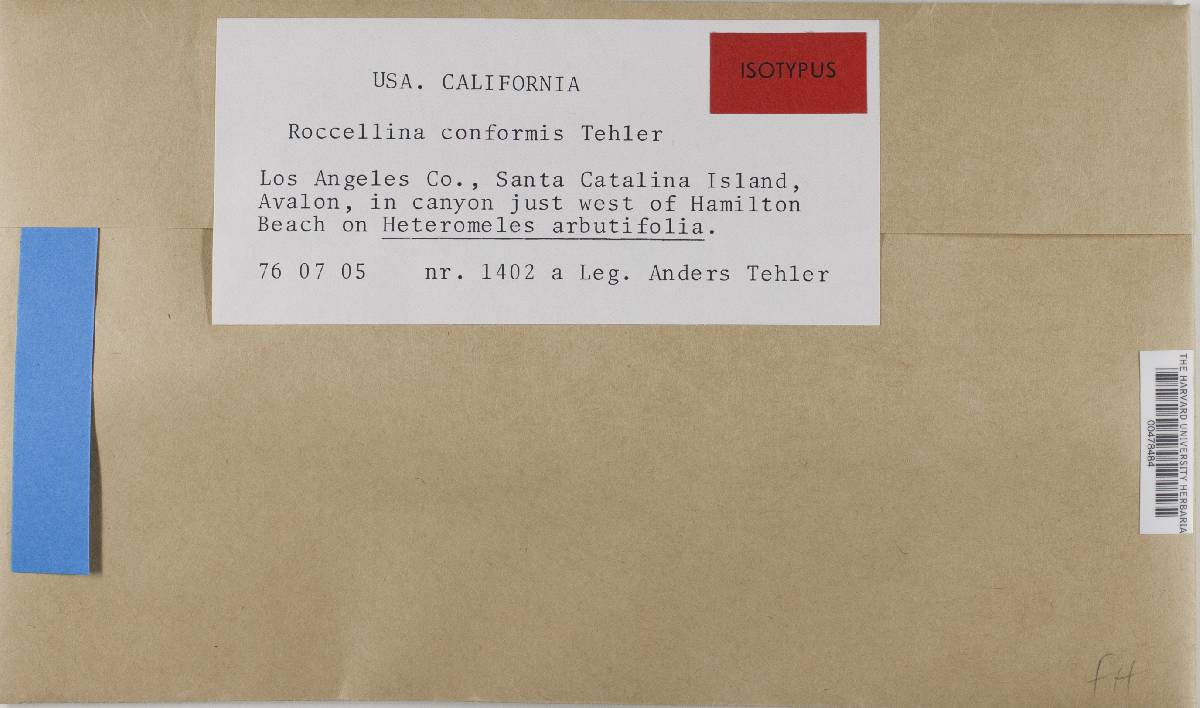 ISOTYPUS
USA. CALIFORNIA
Roccellina conformis Tehler
Los Angeles Co., Santa Catalina Island,
Avalon, in canyon just west of Hamilton
Beach on Heteromeles arbutifolia.
76 07 05 nr. 1402 a Leg. Anders Tehler
THE HARVARD UNIVERSITY HERBARIA
00478484
FH